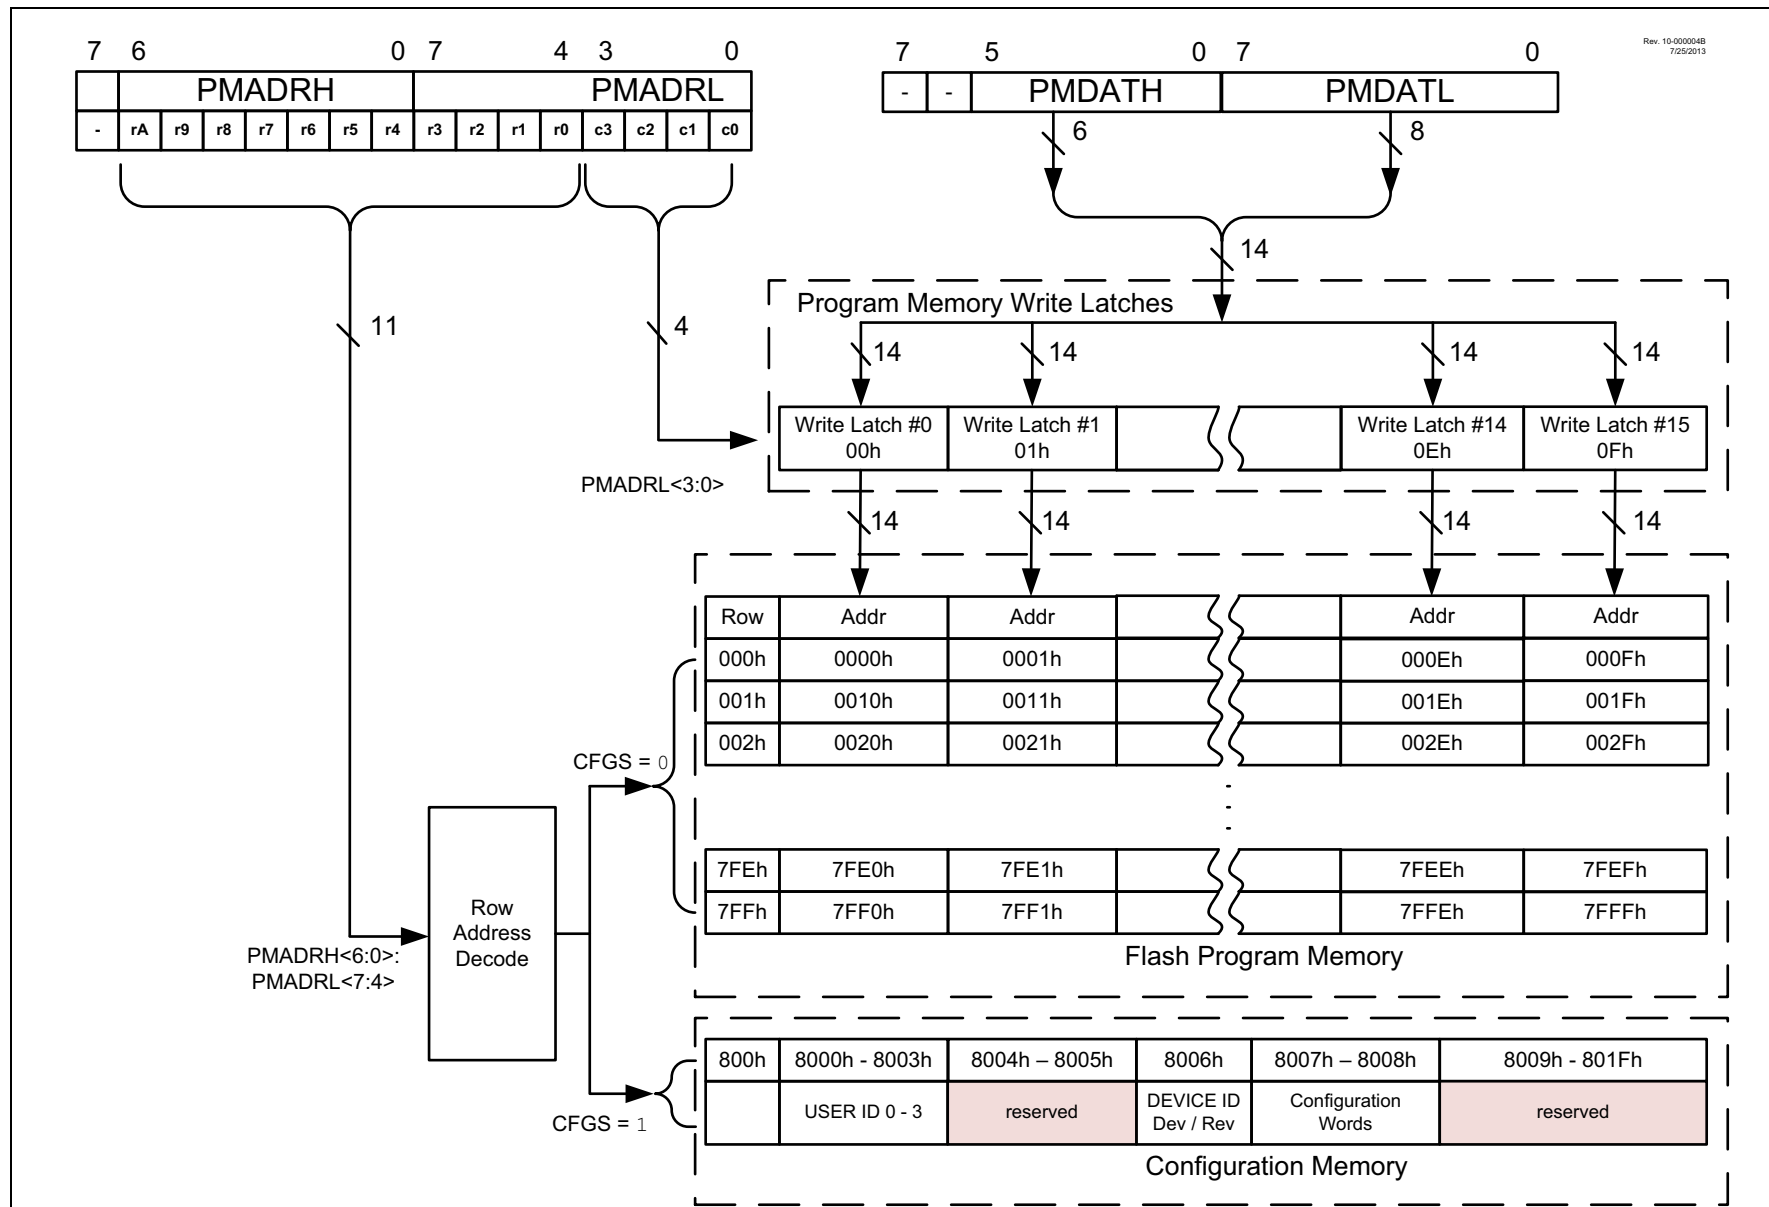 Rev. 10-000004B
7/25/2013
7 6 0 7 4 3 0
PMADRH PMADRL
- rA r9 r8 r7 r6 r5 r4 r3 r2 r1 r0 c3 c2 c1 c0
7 5 0 7 0
- - PMDATH PMDATL
6 8
14
11
4
Program Memory Write Latches
14 14 14 14
Write Latch #0 Write Latch #1 Write Latch #14 Write Latch #15
00h 01h 0Eh 0Fh
PMADRL<3:0>
14 14 14 14
Row Addr Addr Addr Addr
000h 0000h 0001h 000Eh 000Fh
001h 0010h 0011h 001Eh 001Fh
002h 0020h 0021h 002Eh 002Fh
CFGS = 0
7FEh 7FE0h 7FE1h 7FEEh 7FEFh
7FFh 7FF0h 7FF1h 7FFEh 7FFFh
Flash Program Memory
Row
Address
Decode
PMADRH<6:0>:
PMADRL<7:4>
800h 8000h - 8003h 8004h – 8005h 8006h 8007h – 8008h 8009h - 801Fh
USER ID 0 - 3 reserved DEVICE ID Configuration reserved
Dev / Rev Words
CFGS = 1
Configuration Memory